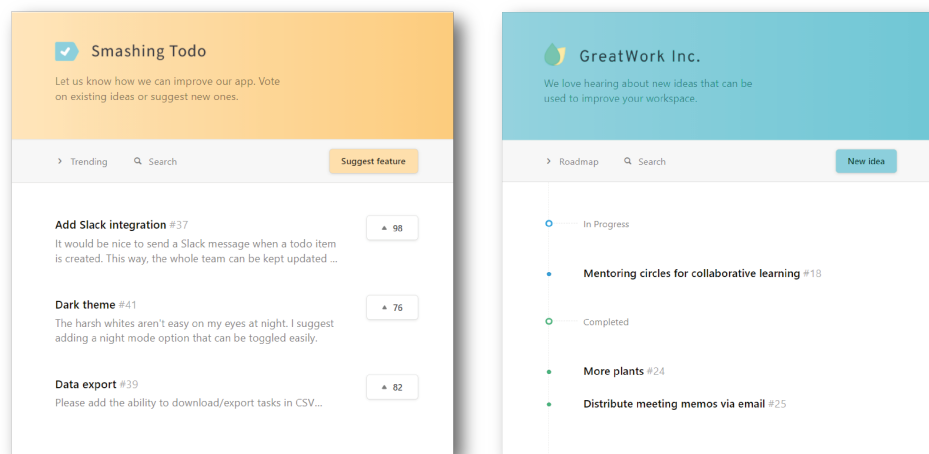 Smashing Todo
Let us know how we can improve our app. Vote
on existing ideas or suggest new ones.
Trending
Search
Suggest feature
Add Slack integration #37
98
It would be nice to send a Slack message when a todo item
is created. This way, the whole team can be kept updated ...
Dark theme #41
76
The harsh whites aren't easy on my eyes at night. I suggest
adding a night mode option that can be toggled easily.
Data export #39
82
Please add the ability to download/export tasks in CSV...
GreatWork Inc.
We love hearing about new ideas that can be
used to improve your workspace.
Roadmap
Search
New idea
In Progress
Mentoring circles for collaborative learning #18
Completed
More plants #24
Distribute meeting memos via email #25